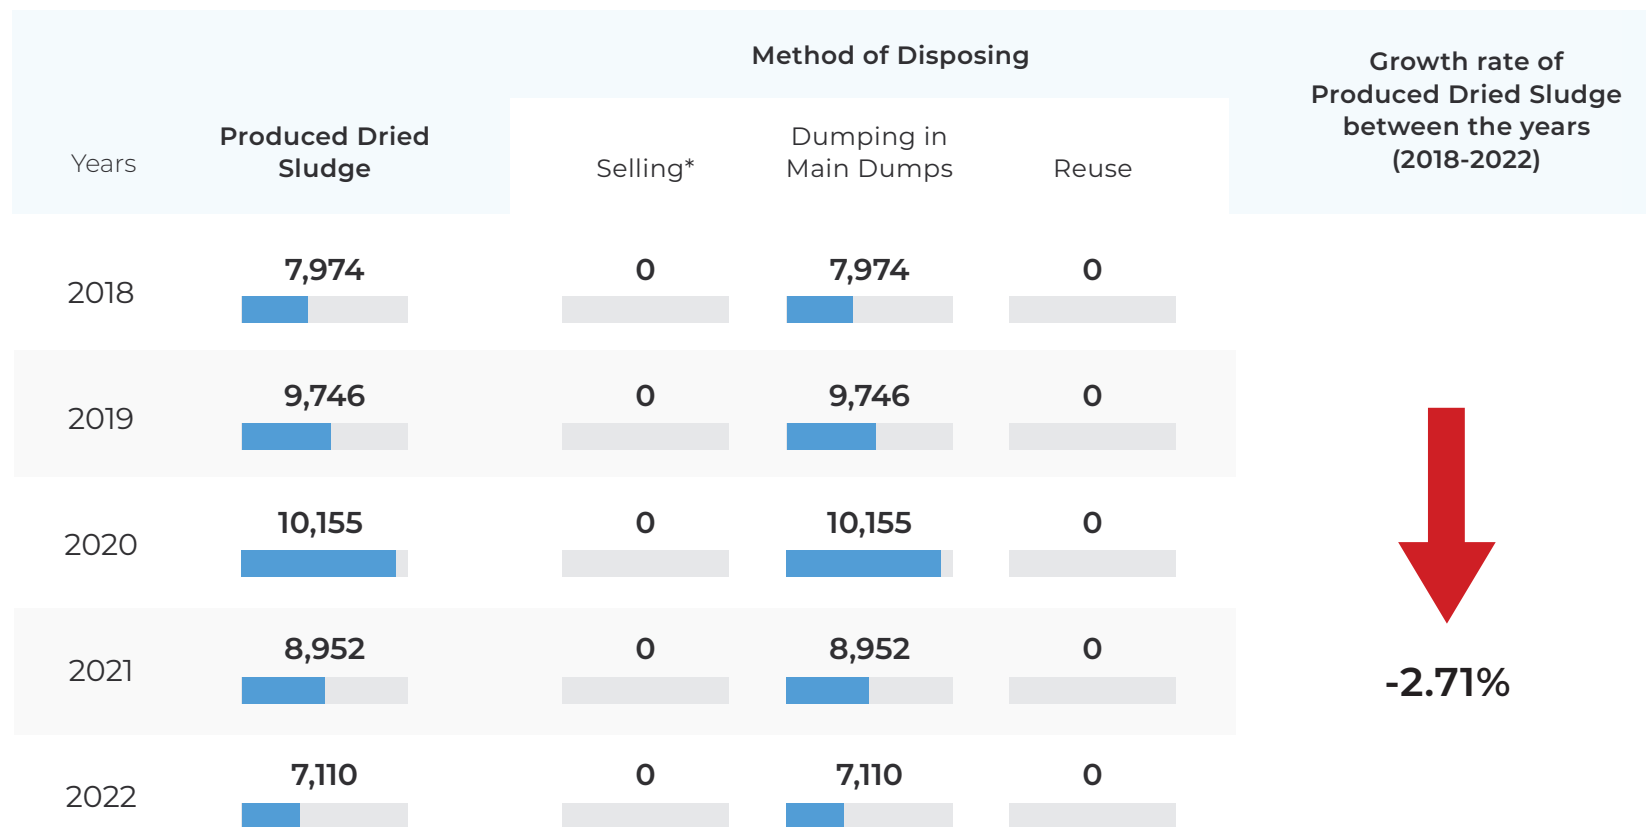 Method of Disposing
Growth rate of
Produced Dried Sludge
between the years
(2018-2022)
Years
Produced Dried
Sludge
Selling*
Dumping in
Main Dumps
Reuse
2018
7,974
0
7,974
0
2019
9,746
0
9,746
0
2020
10,155
0
10,155
0
2021
8,952
0
8,952
0
2022
7,110
0
7,110
0
-2.71%